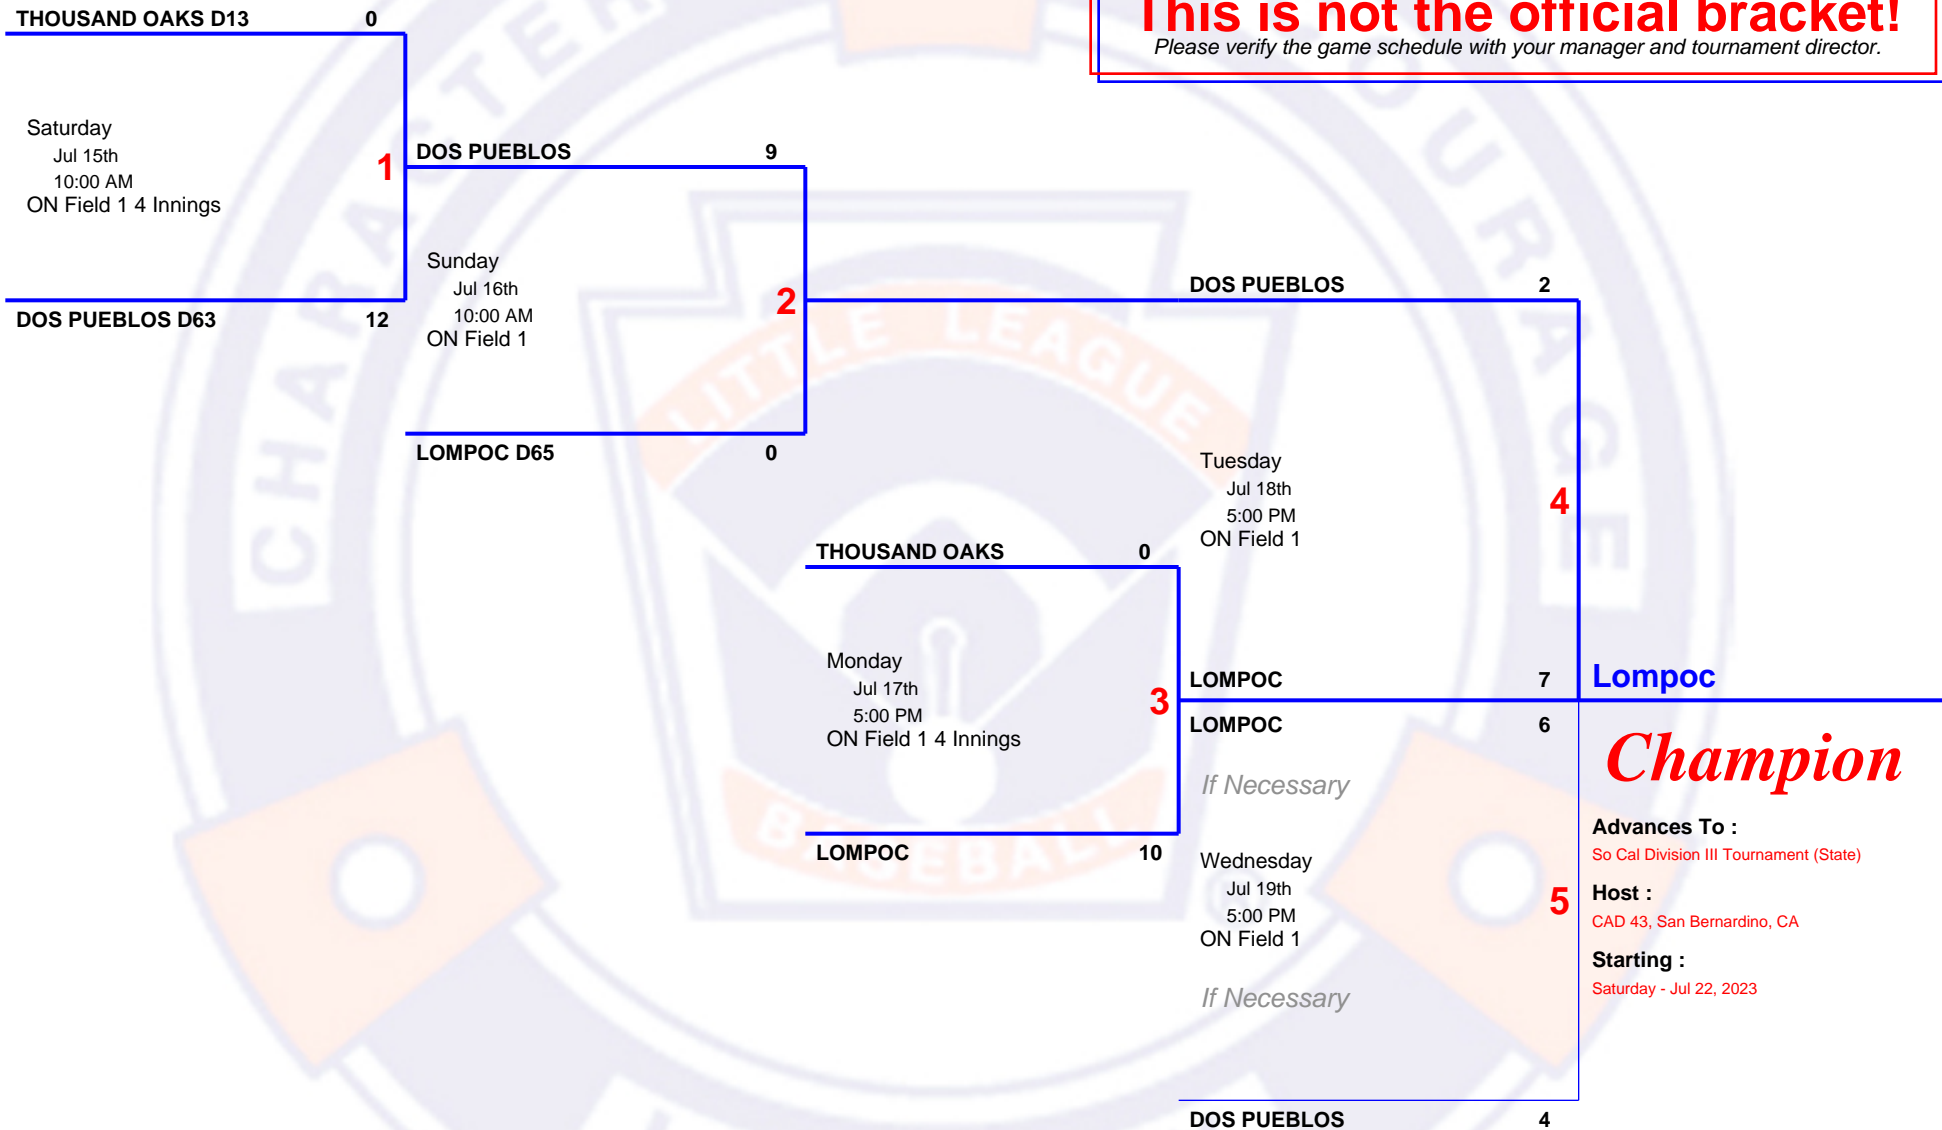 THOUSAND OAKS D13 0
This is not the official bracket!
Please verify the game schedule with your manager and tournament director.
Saturday
Jul 15th
10:00 AM
ON Field 1 4 Innings
1
DOS PUEBLOS D63 12
DOS PUEBLOS 9
Sunday
Jul 16th
10:00 AM
ON Field 1
2
LOMPOC D65 0
DOS PUEBLOS 2
Tuesday
Jul 18th
5:00 PM
ON Field 1
4
THOUSAND OAKS 0
Monday
Jul 17th
5:00 PM
ON Field 1 4 Innings
3
LOMPOC 10
LOMPOC 7
LOMPOC 6
If Necessary
Wednesday
Jul 19th
5:00 PM
ON Field 1
5
If Necessary
DOS PUEBLOS 4
Lompoc
Champion
Advances To :
So Cal Division III Tournament (State)
Host :
CAD 43, San Bernardino, CA
Starting :
Saturday - Jul 22, 2023
CHARACTER
COURAGE
LITTLE LEAGUE
BASEBALL
®